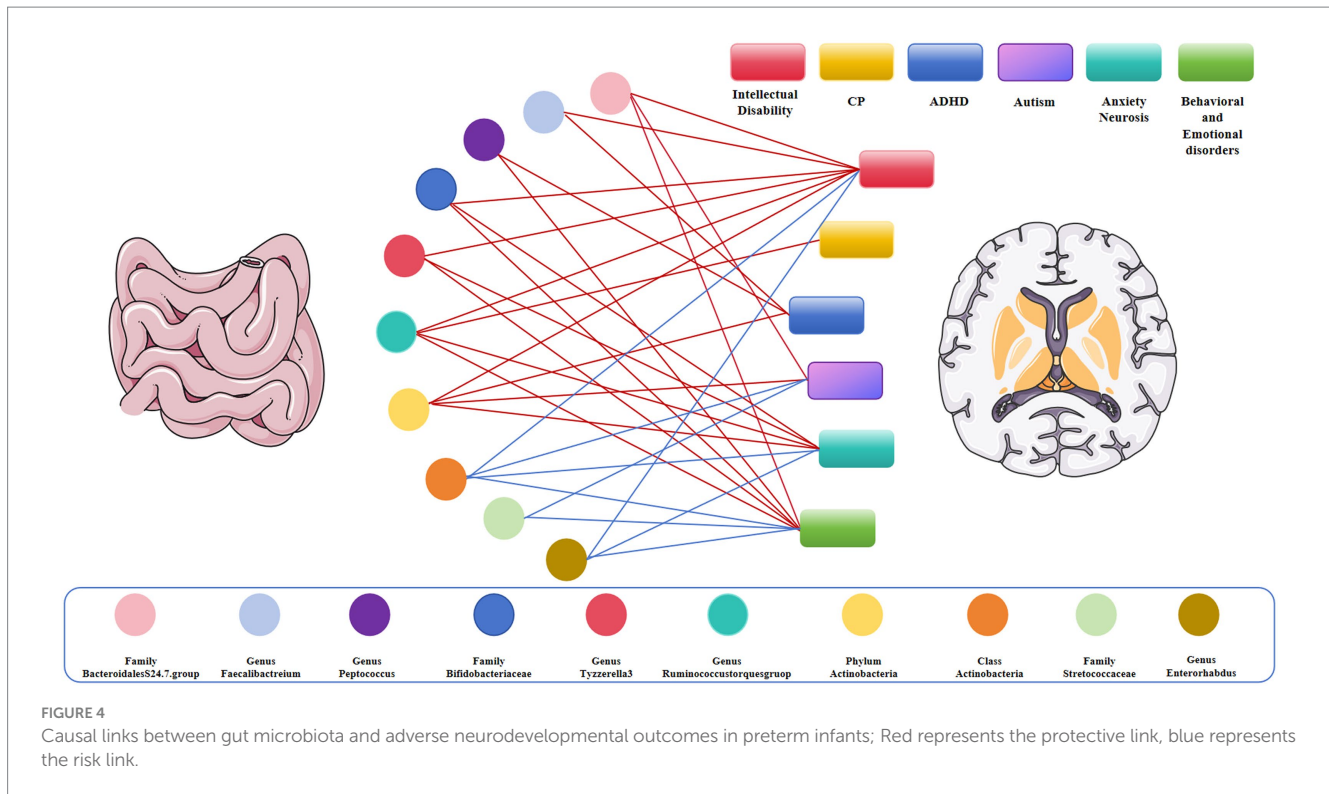 Intellectual
Disability
CP
ADHD
Autism
Anxiety
Neurosis
Behavioral
and
Emotional
disorders
Family
BacteroidalesS24.7.group
Genus
Faecalibactreium
Genus
Peptococcus
Family
Bifidobacteriaceae
Genus
Tyzzerella3
Genus
Ruminococcustorquesgruop
Phylum
Actinobacteria
Class
Actinobacteria
Family
Stretococcaceae
Genus
Enterorhabdus
FIGURE 4
Causal links between gut microbiota and adverse neurodevelopmental outcomes in preterm infants; Red represents the protective link, blue represents
the risk link.